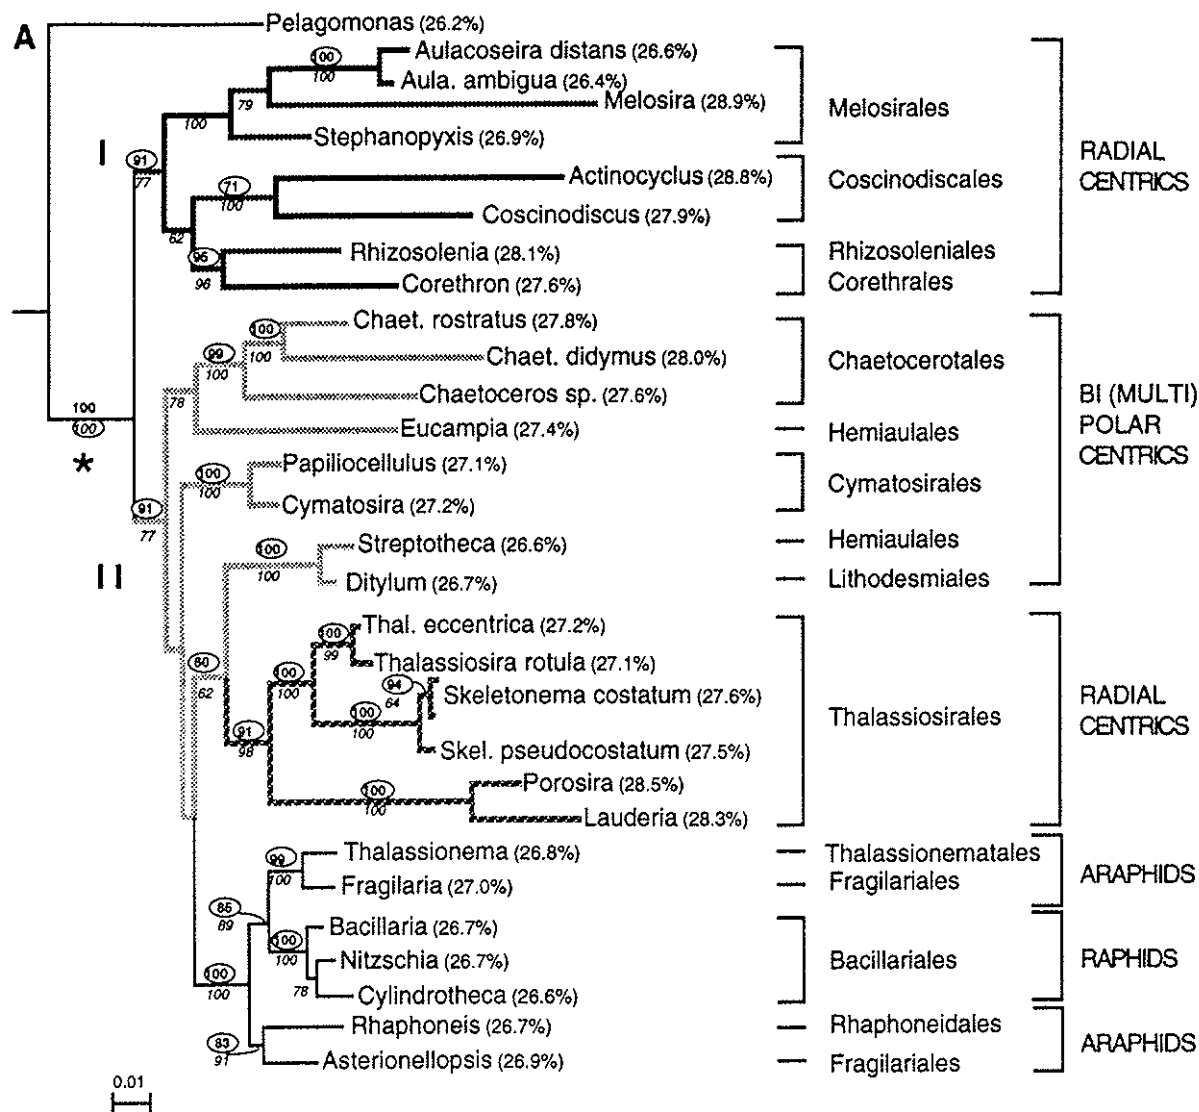 A
Pelagomonas (26.2%)
Aulacoseira distans (26.6%)
100
100
Aula. ambigua (26.4%)
79
Melosira (28.9%)
Melosirales
100
Stephanopyxis (26.9%)
I
RADIAL
CENTRICS
91
77
Actinocyclus (28.8%)
71
100
Coscinodiscales
Coscinodiscus (27.9%)
62
Rhizosolenia (28.1%)
Rhizosoleniales
96
Corethron (27.6%)
Corethrales
Chaet. rostratus (27.8%)
100
100
Chaet. didymus (28.0%)
99
100
Chaetocerotales
Chaetoceros sp. (27.6%)
78
BI (MULTI)
POLAR
CENTRICS
100
100
*
Eucampia (27.4%)
Hemiaulales
Papiliocellulus (27.1%)
100
100
Cymatosirales
Cymatosira (27.2%)
91
77
Streptotheca (26.6%)
Hemiaulales
100
100
II
Ditylum (26.7%)
Lithodesmiales
Thal. eccentrica (27.2%)
100
99
Thalassiosira rotula (27.1%)
62
100
100
94
64
Skeletonema costatum (27.6%)
100
100
Thalassiosirales
RADIAL
CENTRICS
91
98
Skel. pseudocostatum (27.5%)
Porosira (28.5%)
100
100
Lauderia (28.3%)
Thalassionema (26.8%)
Thalassionematales
99
100
Fragilaria (27.0%)
Fragilariales
ARAPHIDS
85
89
Bacillaria (26.7%)
100
100
Nitzschia (26.7%)
Bacillariales
RAPHIDS
100
100
78
Cylindrotheca (26.6%)
Rhaphoneis (26.7%)
Rhaphoneidales
ARAPHIDS
91
Asterionellopsis (26.9%)
Fragilariales
0.01